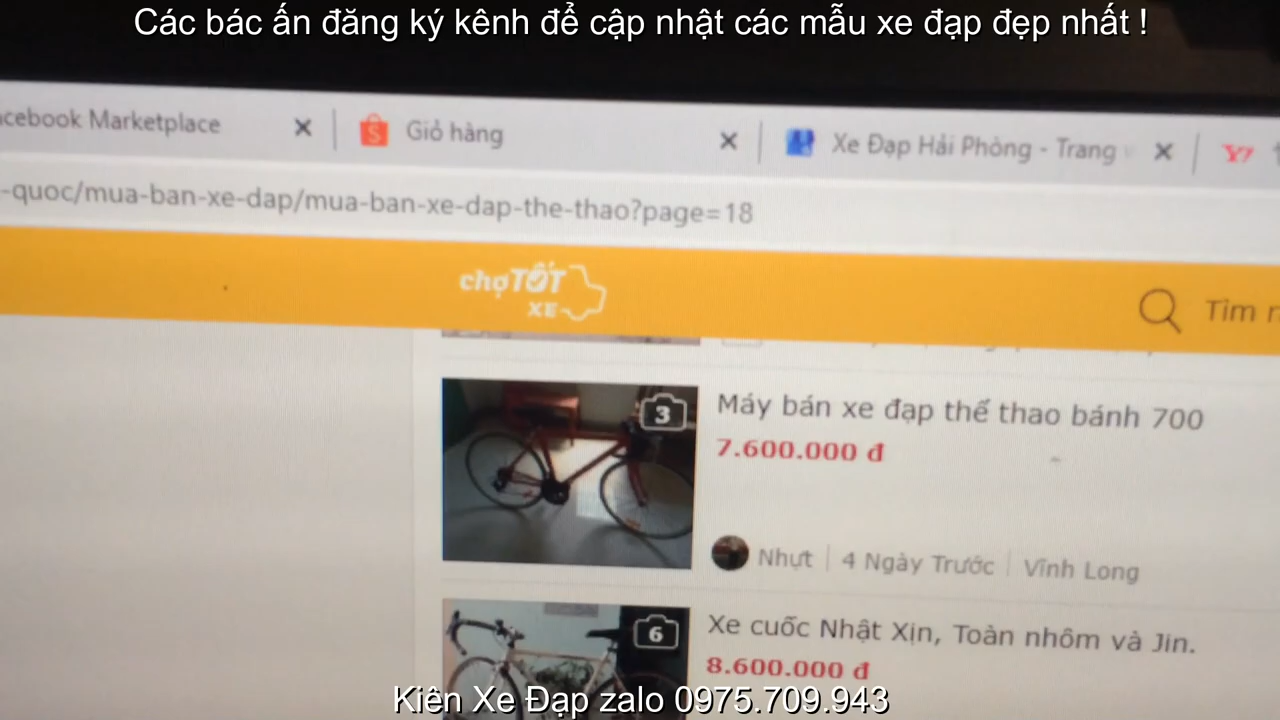 Các bác ấn đăng ký kênh để cập nhật các mẫu xe đạp đẹp nhất !
Marketplace
Giỏ hàng
Xe Đạp Hải Phòng - Trang
-quoc/mua-ban-xe-dap/mua-ban-xe-dap-the-thao?page=18
chợTỐT
XE
Tìm
3
Máy bán xe đạp thể thao bánh 700
7.600.000 đ
Nhựt
4 Ngày Trước
Vĩnh Long
6
Xe cuốc Nhật Xịn, Toàn nhôm và Jin.
8.600.000 đ
Kiên Xe Đạp zalo 0975.709.943